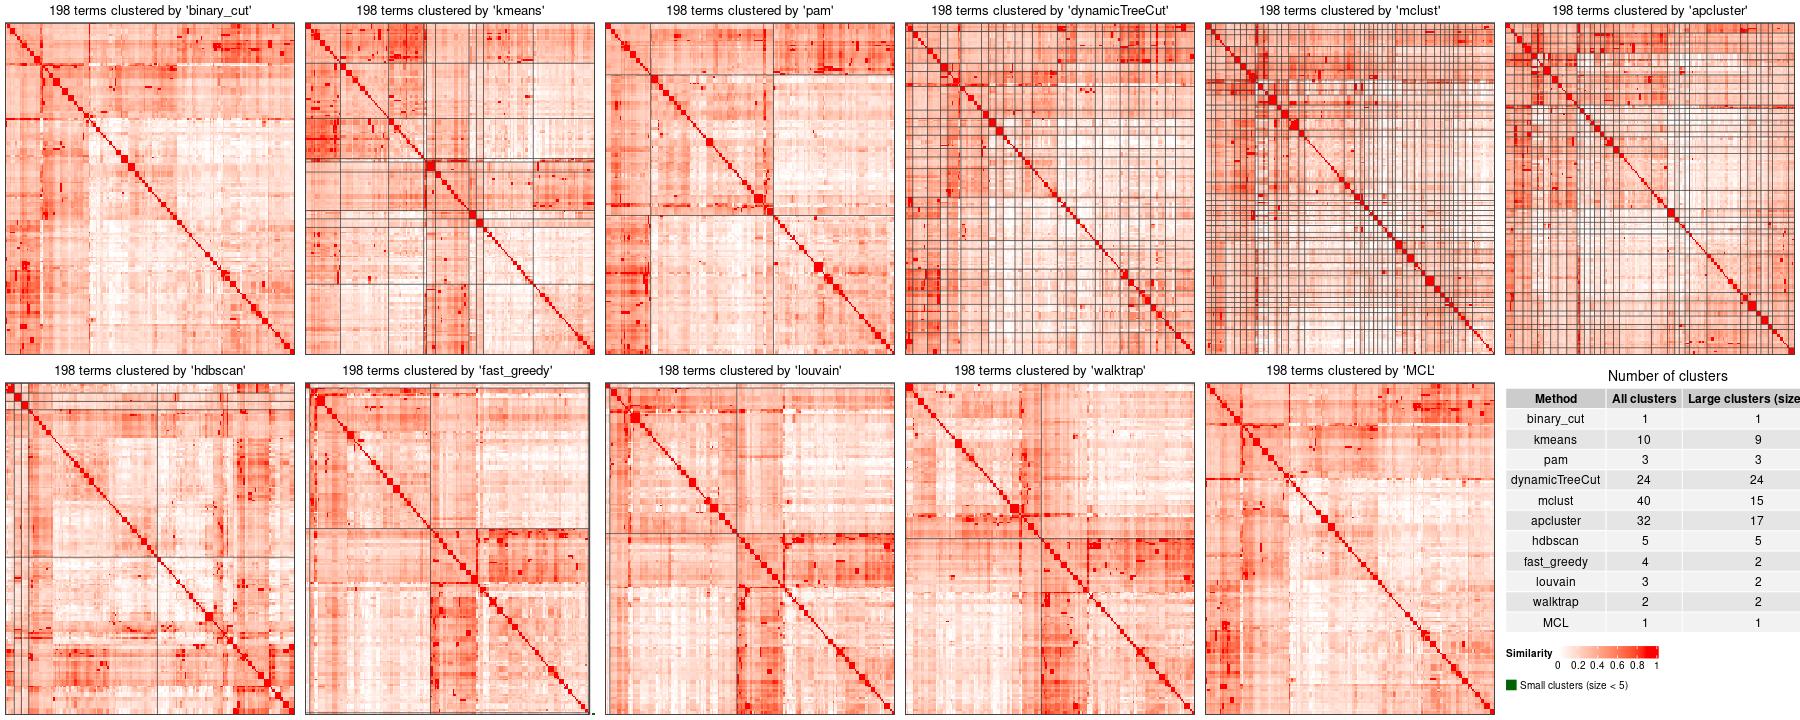 198 terms clustered by 'binary_cut'
198 terms clustered by 'kmeans'
198 terms clustered by 'pam'
198 terms clustered by 'dynamicTreeCut'
198 terms clustered by 'mclust'
198 terms clustered by 'apcluster'
198 terms clustered by 'hdbscan'
198 terms clustered by 'fast_greedy'
198 terms clustered by 'louvain'
198 terms clustered by 'walktrap'
198 terms clustered by 'MCL'
Number of clusters
Method All clusters Large clusters (size
binary_cut 1 1
kmeans 10 9
pam 3 3
dynamicTreeCut 24 24
mclust 40 15
apcluster 32 17
hdbscan 5 5
fast_greedy 4 2
louvain 3 2
walktrap 2 2
MCL 1 1
Similarity
0 0.2 0.4 0.6 0.8 1
Small clusters (size < 5)